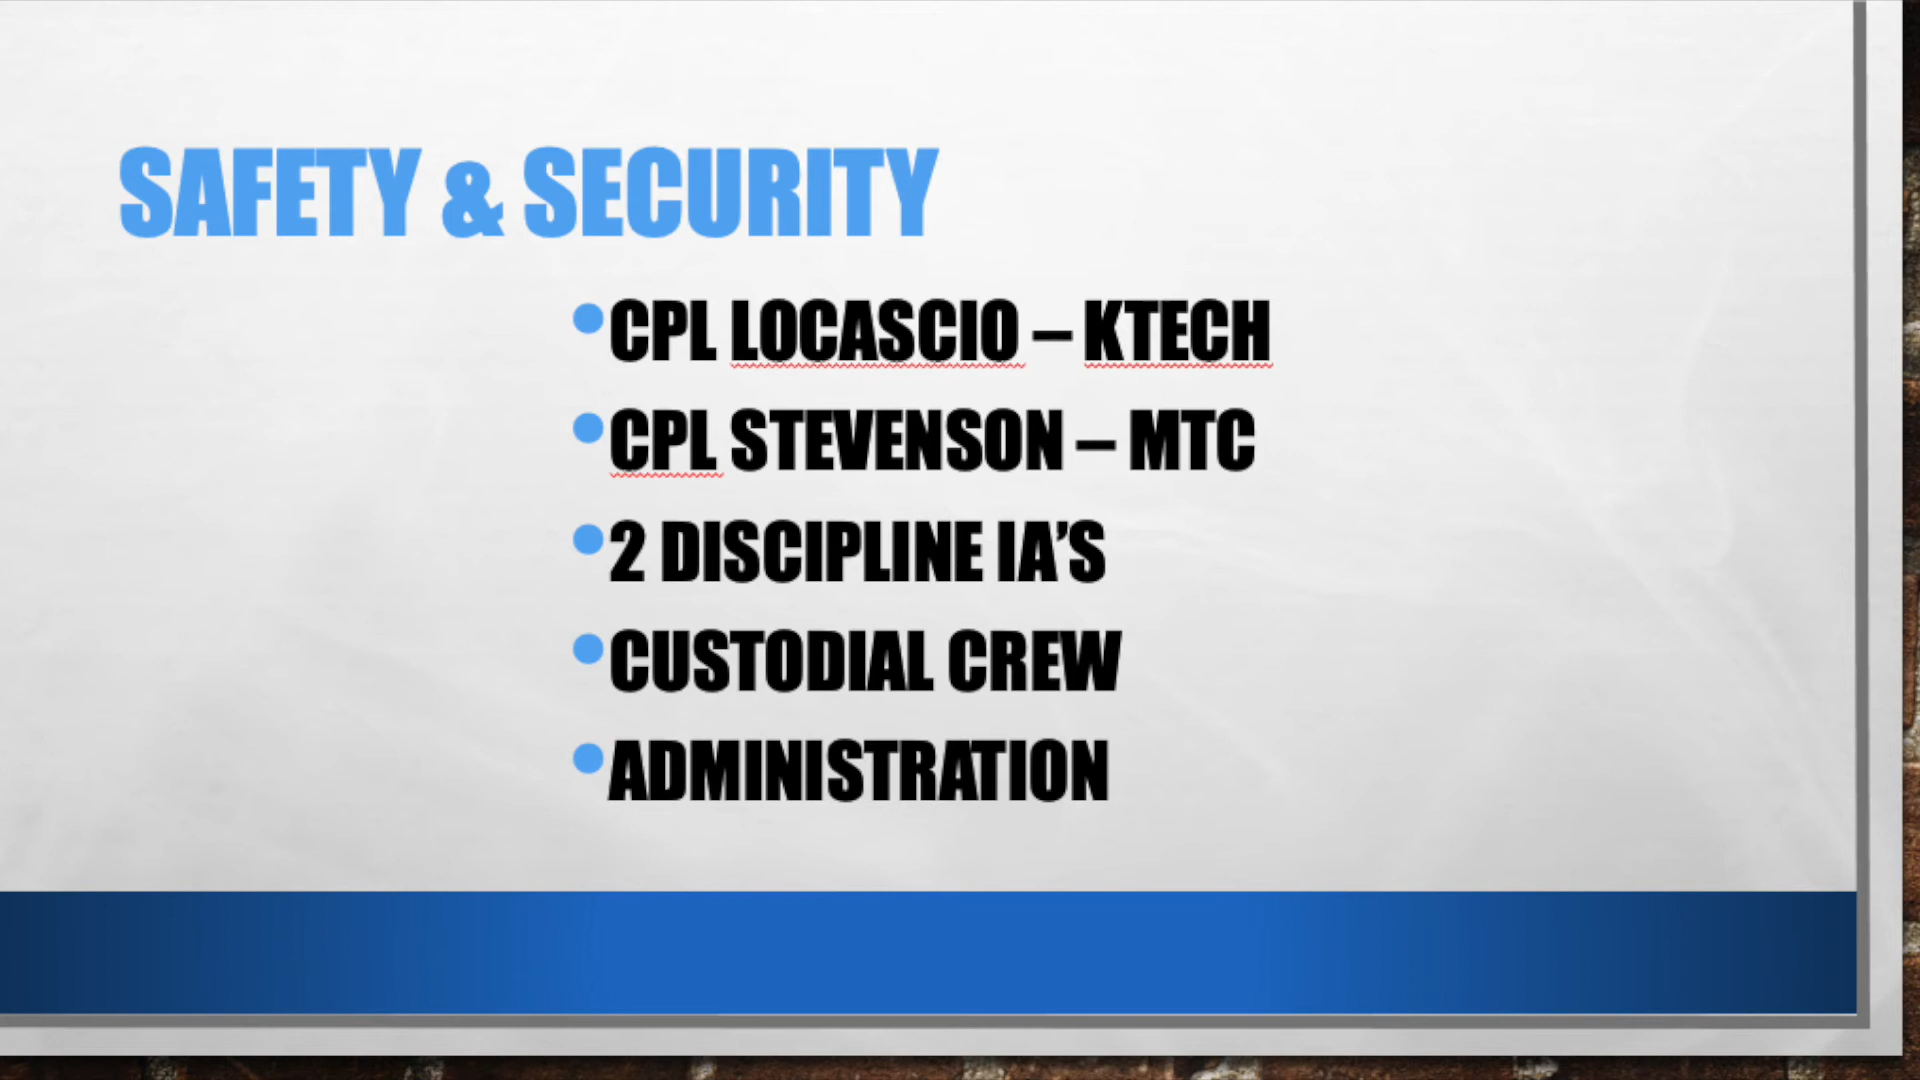 SAFETY & SECURITY
•CPL LOCASCIO – KTECH
•CPL STEVENSON – MTC
•2 DISCIPLINE IA’S
•CUSTODIAL CREW
•ADMINISTRATION